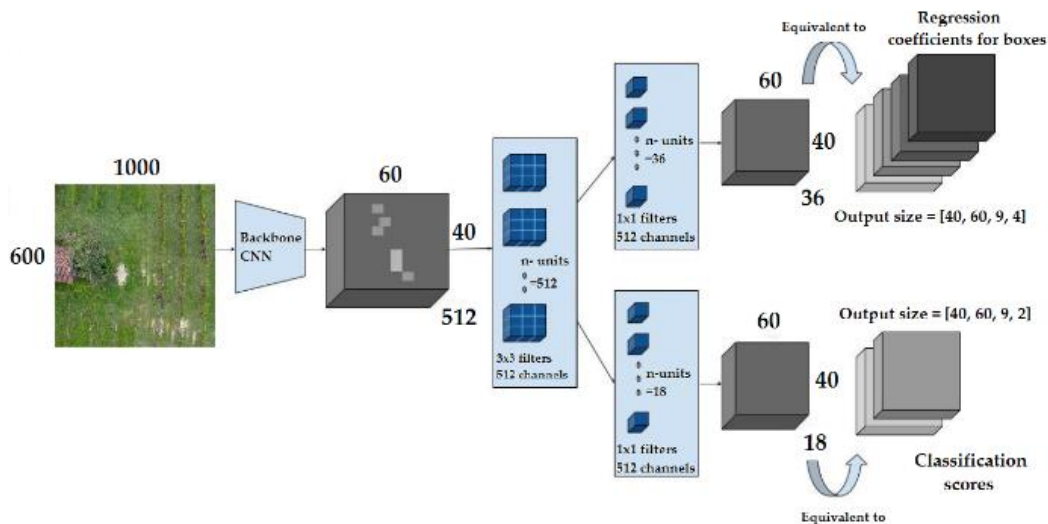 1000
600
Backbone
CNN
60
40
512
n- units
=512
3x3 filters
512 channels
n- units
=36
1x1 filters
512 channels
60
40
36
Equivalent to
Regression
coefficients for boxes
Output size = [40, 60, 9, 4]
n-units
=18
1x1 filters
512 channels
60
40
18
Output size = [40, 60, 9, 2]
Classification
scores
Equivalent to